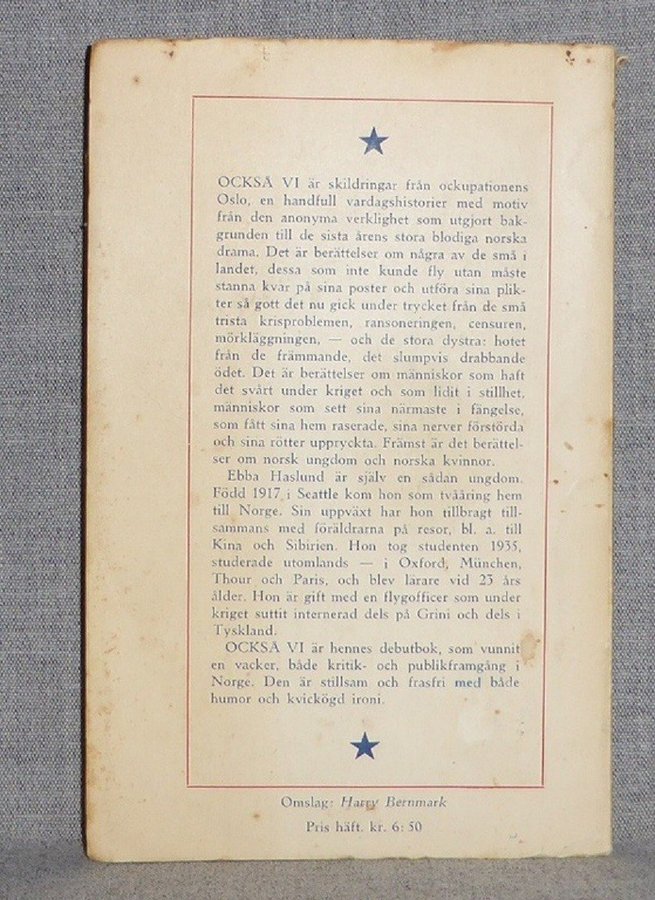 OCKSÅ VI är skildringar från ockupationens
Oslo, en handfull vardagshistorier med motiv
från den anonyma verklighet som utgjort bak-
grunden till de sista årens stora blodiga norska
drama. Det är berättelser om några av de små i
landet, dessa som inte kunde fly utan måste
stanna kvar på sina poster och utföra sina plik-
ter så gott det nu gick under trycket från de små
trista krisproblemen, ransoneringen, censuren,
mörkläggningen, — och de stora dystra: hotet
från de främmande, det slumpvis drabbande
ödet. Det är berättelser om människor som haft
det svårt under kriget och som lidit i stillhet,
människor som sett sina närmaste i fängelse,
som fått sina hem raserade, sina nerver förstörda
och sina rötter uppryckta. Främst är det berättel-
ser om norsk ungdom och norska kvinnor.
Ebba Haslund är själv en sådan ungdom.
Född 1917 i Seattle kom hon som tvååring hem
till Norge. Sin uppväxt har hon tillbragt till-
sammans med föräldrarna på resor, bl. a. till
Kina och Sibirien. Hon tog studenten 1935,
studerade utomlands — i Oxford, München,
Thour och Paris, och blev lärare vid 23 års
ålder. Hon är gift med en flygofficer som under
kriget suttit internerad dels på Grini och dels i
Tyskland.
OCKSÅ VI är hennes debutbok, som vunnit
en vacker, både kritik- och publikframgång i
Norge. Den är stillsam och frasfri med både
humor och kvickögd ironi.
Omslag: Harry Bernmark
Pris häft. kr. 6:50